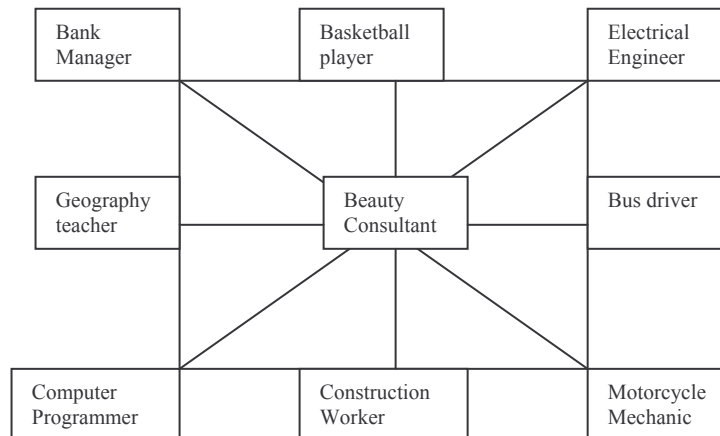 Bank
Manager
Basketball
player
Electrical
Engineer
Geography
teacher
Beauty
Consultant
Bus driver
Computer
Programmer
Construction
Worker
Motorcycle
Mechanic